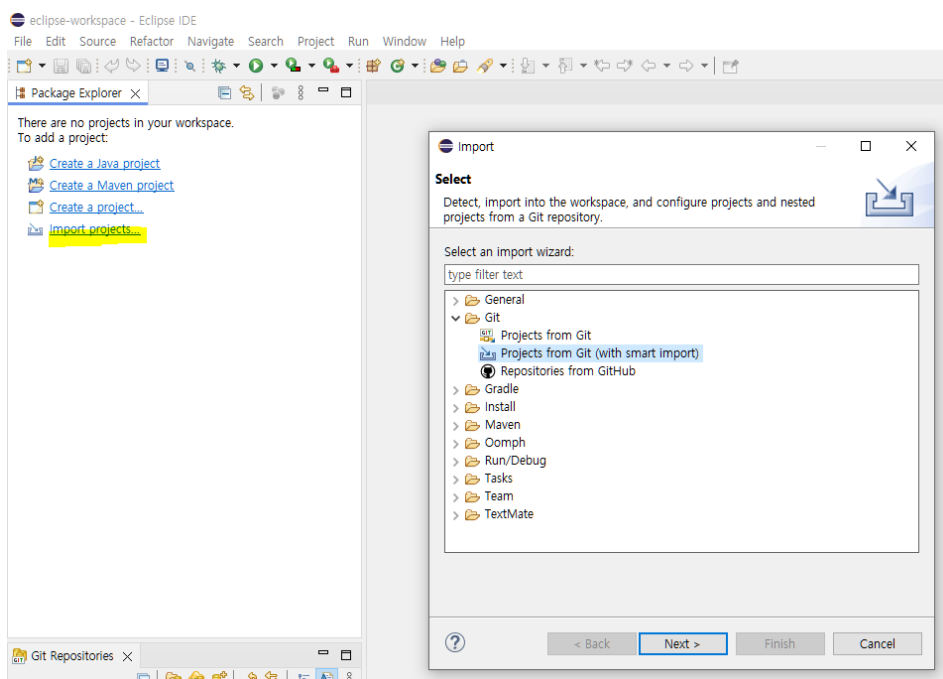 eclipse-workspace - Eclipse IDE
File Edit Source Refactor Navigate Search Project Run Window Help
Package Explorer
There are no projects in your workspace.
To add a project:
Create a Java project
Create a Maven project
Create a project...
Import projects...
Import
Select
Detect, import into the workspace, and configure projects and nested
projects from a Git repository.
Select an import wizard:
type filter text
General
Git
GIT Projects from Git
Projects from Git (with smart import)
Repositories from GitHub
Gradle
Install
Maven
Oomph
Run/Debug
Tasks
Team
TextMate
? < Back Next > Finish Cancel
GIT Git Repositories